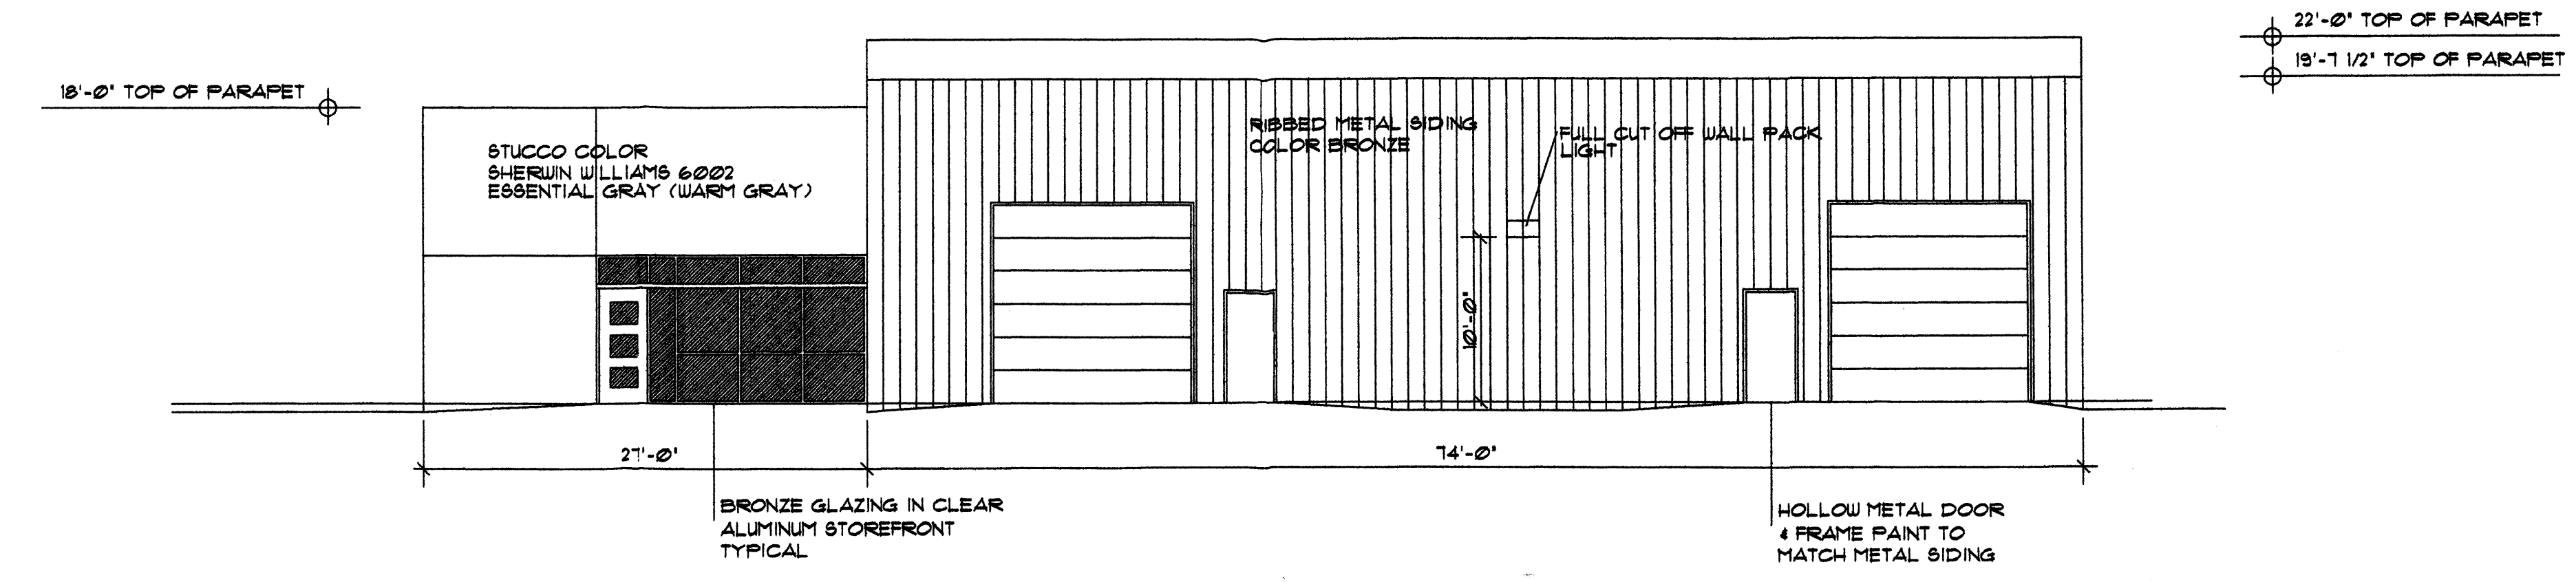 22'-0" TOP OF PARAPET
19'-7 1/2" TOP OF PARAPET
18'-0" TOP OF PARAPET
STUCCO COLOR
SHERWIN WILLIAMS 6002
ESSENTIAL GRAY (WARM GRAY)
RIBBED METAL SIDING
COLOR BRONZE
FULL CUT OFF WALL PACK
LIGHT
10'-0"
27'-0"
74'-0"
BRONZE GLAZING IN CLEAR
ALUMINUM STOREFRONT
TYPICAL
HOLLOW METAL DOOR
& FRAME PAINT TO
MATCH METAL SIDING